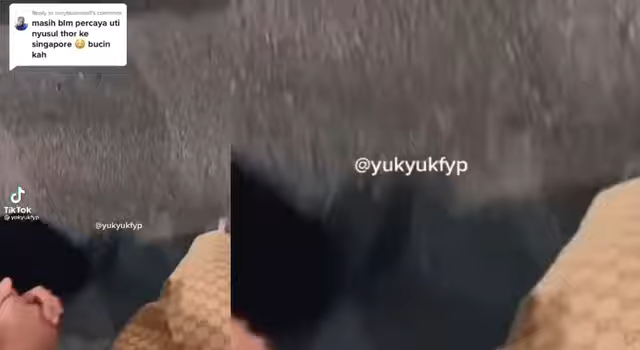 masih blm percaya uti
nyusul thor ke
singapore 😳 bucin
kah
TikTok
@yukyukfyp
@yukyukfyp
@yukyukfyp